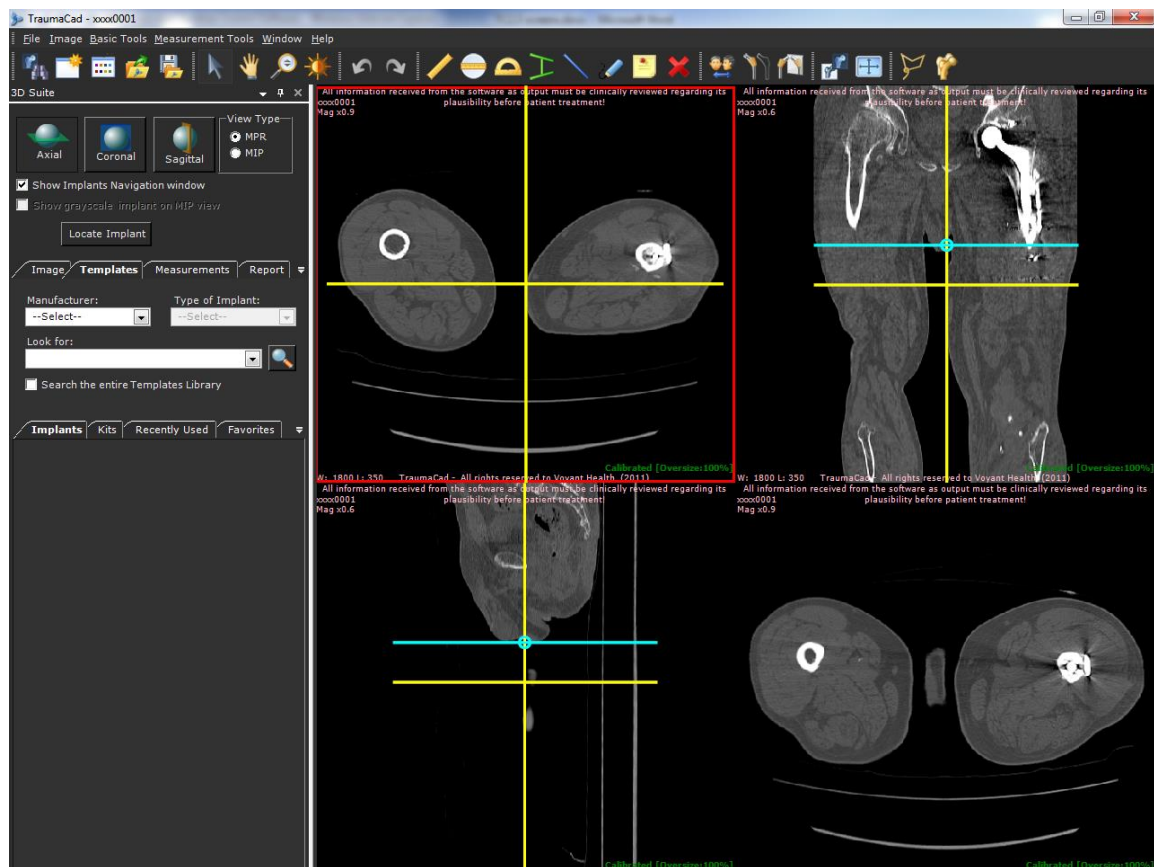 TraumaCad - xxxx0001
File Image Basic Tools Measurement Tools Window Help
3D Suite
Axial
Coronal
Sagittal
View Type
MPR
MIP
Show Implants Navigation window
Show grayscale implant on MIP view
Locate Implant
Image Templates Measurements Report
Manufacturer: Type of Implant:
--Select-- --Select--
Look for:
Search the entire Templates Library
Implants Kits Recently Used Favorites
All information received from the software as output must be clinically reviewed regarding its
xxxx0001 plausibility before patient treatment!
Mag x0.9
Calibrated [Oversize:100%]
W: 1800 L: 350 TraumaCad - All rights reserved to Voyant Health (2011)
All information received from the software as output must be clinically reviewed regarding its
xxxx0001 plausibility before patient treatment!
Mag x0.6
Calibrated [Oversize:100%]
W: 1800 L: 350 TraumaCad - All rights reserved to Voyant Health (2011)
All information received from the software as output must be clinically reviewed regarding its
xxxx0001 plausibility before patient treatment!
Mag x0.6
Calibrated [Oversize:100%]
All information received from the software as output must be clinically reviewed regarding its
xxxx0001 plausibility before patient treatment!
Mag x0.9
Calibrated [Oversize:100%]